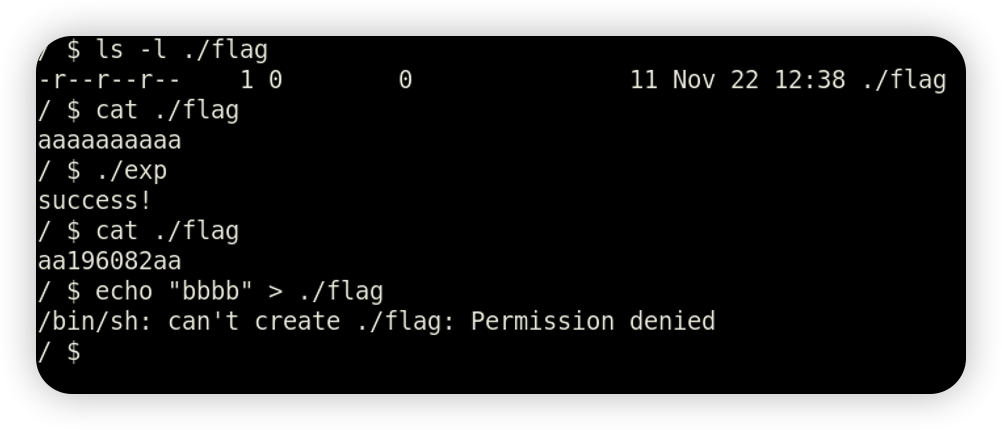 / $ ls -l ./flag
-r--r--r--    1 0        0               11 Nov 22 12:38 ./flag
/ $ cat ./flag
aaaaaaaaaa
/ $ ./exp
success!
/ $ cat ./flag
aa196082aa
/ $ echo "bbbb" > ./flag
/bin/sh: can't create ./flag: Permission denied
/ $